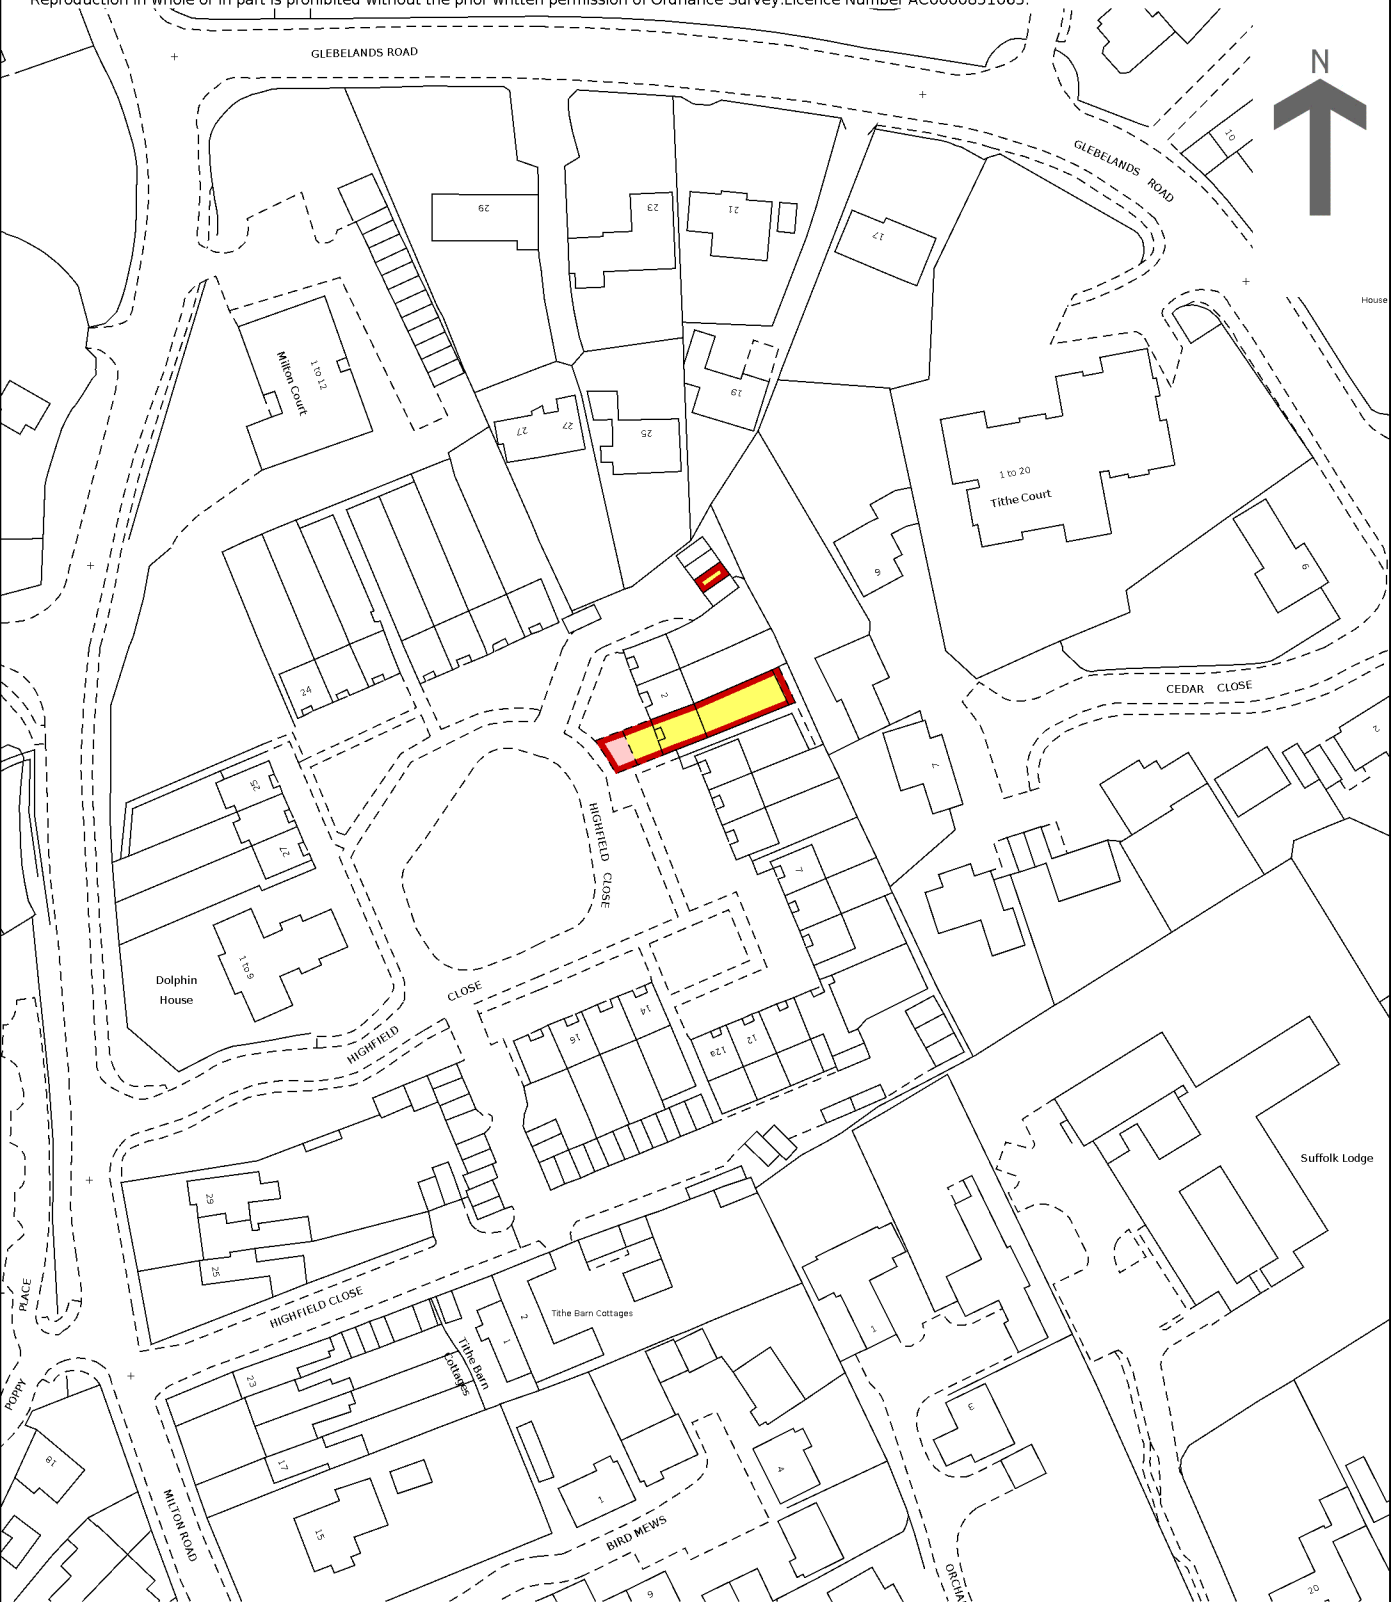 Reproduction in whole or in part is prohibited without the prior written permission of Ordnance Survey.Licence Number AC0000851063.
GLEBELANDS ROAD
N
GLEBELANDS ROAD
10
House
29
23
21
17
Milton Court
1 to 12
19
27
27
25
1 to 20
Tithe Court
9
9
24
2
CEDAR CLOSE
2
7
25
27
HIGHFIELD CLOSE
7
1 to 9
Dolphin
House
CLOSE
HIGHFIELD
14
16
12a
12
Suffolk Lodge
29
25
PLACE
HIGHFIELD CLOSE
2
1
Tithe Barn Cottages
1
Tithe Barn
Cottages
23
POPPY
3
18
17
4
1
15
MILTON ROAD
BIRD MEWS
9
ORCHA
20